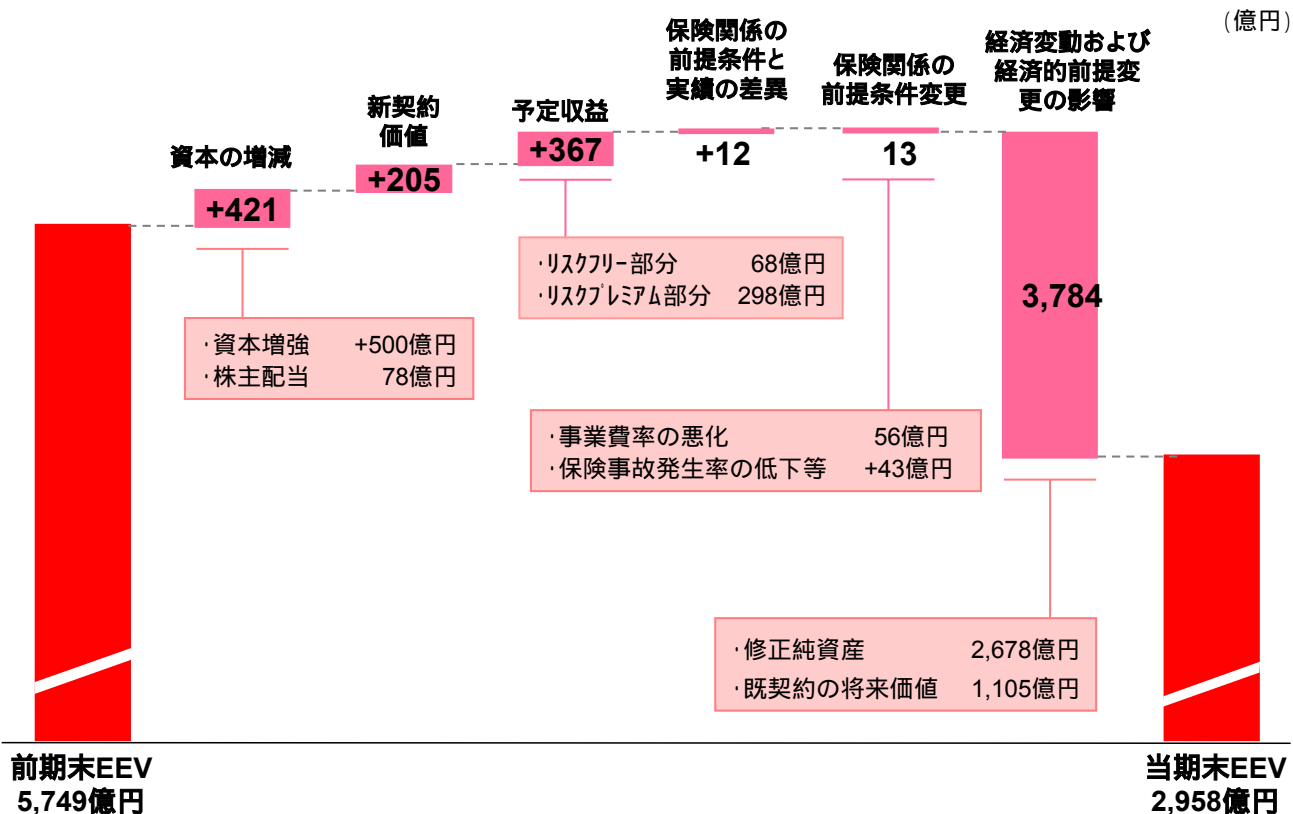 (億円)
資本の増減
+421
・資本増強 +500億円
・株主配当 78億円
新契約
価値
+205
予定収益
+367
・ﾘｽｸﾌﾘｰ部分 68億円
・ﾘｽｸﾌﾟﾚﾐｱﾑ部分 298億円
保険関係の
前提条件と
実績の差異
+12
保険関係の
前提条件変更
13
・事業費率の悪化 56億円
・保険事故発生率の低下等 +43億円
経済変動および
経済的前提変
更の影響
3,784
・修正純資産 2,678億円
・既契約の将来価値 1,105億円
前期末EEV
5,749億円
当期末EEV
2,958億円